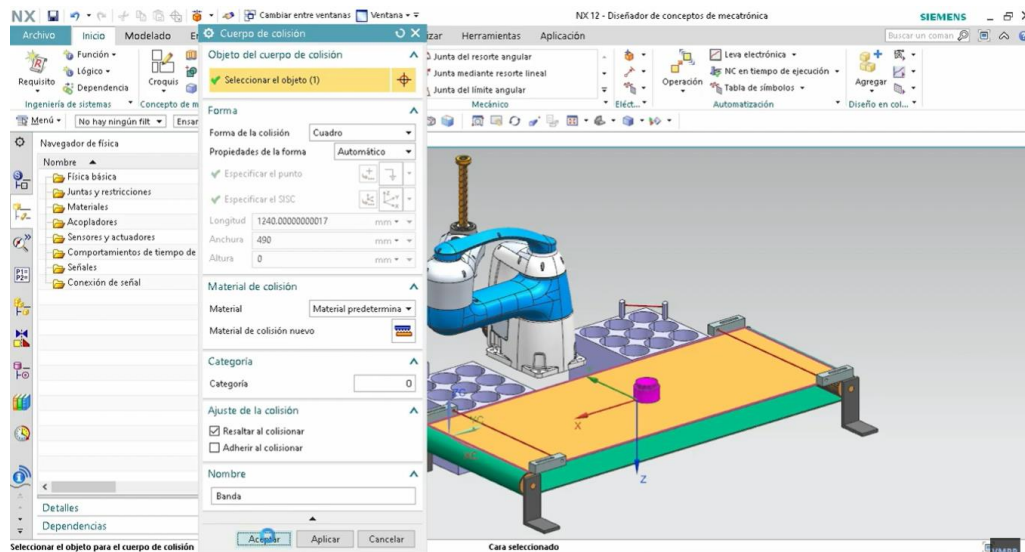 NX
Cambiar entre ventanas
Ventana
NX 12 - Diseñador de conceptos de mecatrónica
SIEMENS
Archivo
Inicio
Modelado
Herramientas
Aplicación
Buscar un coman
Requisito
Función
Lógico
Dependencia
Croquis
Junta del resorte angular
Junta mediante resorte lineal
Junta del límite angular
Operación
Leva electrónica
NC en tiempo de ejecución
Tabla de símbolos
Agregar
Ingeniería de sistemas
Concepto de m
Mecánico
Eléct...
Automatización
Diseño en col...
Menú
No hay ningún filt
Ensar
Navegador de física
Nombre
Física básica
Juntas y restricciones
Materiales
Acopladores
Sensores y actuadores
Comportamientos de tiempo de
Señales
Conexión de señal
Detalles
Dependencias
Cuerpo de colisión
Objeto del cuerpo de colisión
Seleccionar el objeto (1)
Forma
Forma de la colisión
Cuadro
Propiedades de la forma
Automático
Especificar el punto
Especificar el SISC
Longitud
1240.00000000017
mm
Anchura
490
mm
Altura
0
mm
Material de colisión
Material
Material predetermina
Material de colisión nuevo
Categoría
Categoría
0
Ajuste de la colisión
Resaltar al colisionar
Adherir al colisionar
Nombre
Banda
Aceptar
Aplicar
Cancelar
X
Z
Seleccionar el objeto para el cuerpo de colisión
Cara seleccionado